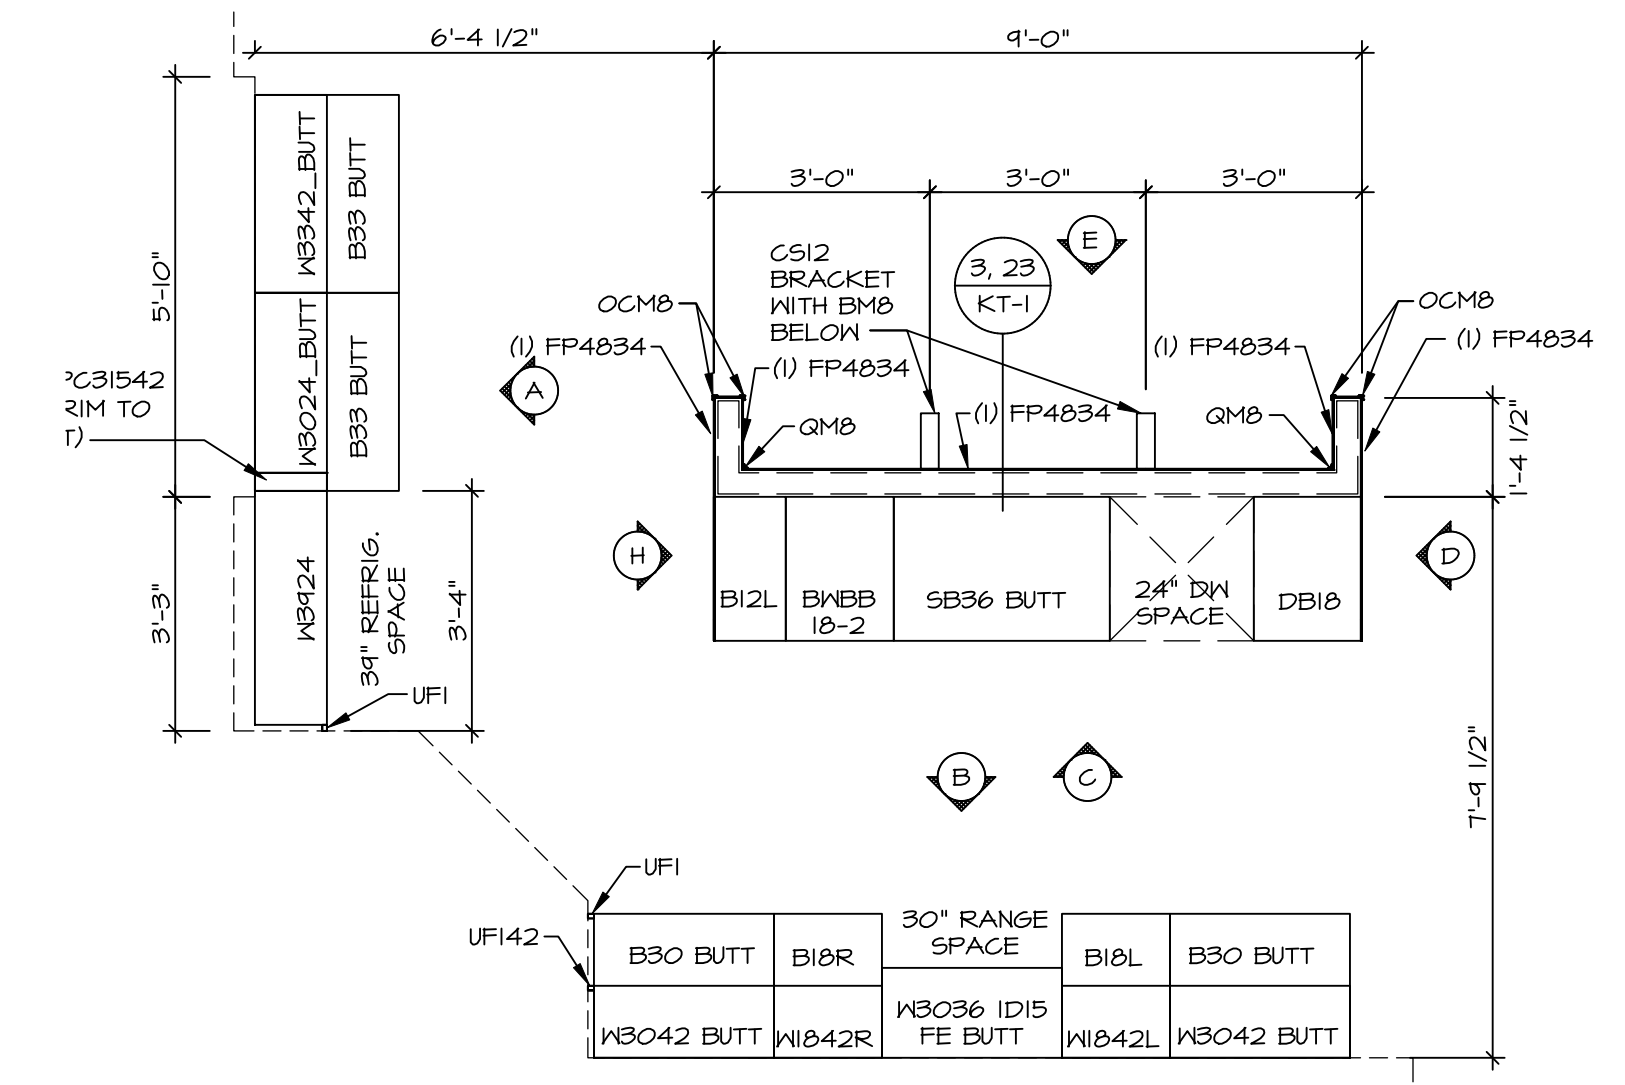 6'-4 1/2"
9'-0"
3'-0"
3'-0"
3'-0"
5'-10"
W3342_BUTT
B33 BUTT
W3024_BUTT
B33 BUTT
E
3, 23
KT-1
CS12
BRACKET
WITH BM8
BELOW
OCM8
(1) FP4834
(1) FP4834
(1) FP4834
QM8
A
OCM8
(1) FP4834
(1) FP4834
QM8
1'-4 1/2"
PC31542
RIM TO
T)
3'-3"
W3924
39" REFRIG.
SPACE
3'-4"
UF1
H
D
B12L
BWBB
18-2
SB36 BUTT
24" DW
SPACE
DB18
B
C
7'-9 1/2"
UF1
UF142
B30 BUTT
B18R
30" RANGE
SPACE
B18L
B30 BUTT
W3042 BUTT
W1842R
W3036 1D15
FE BUTT
W1842L
W3042 BUTT